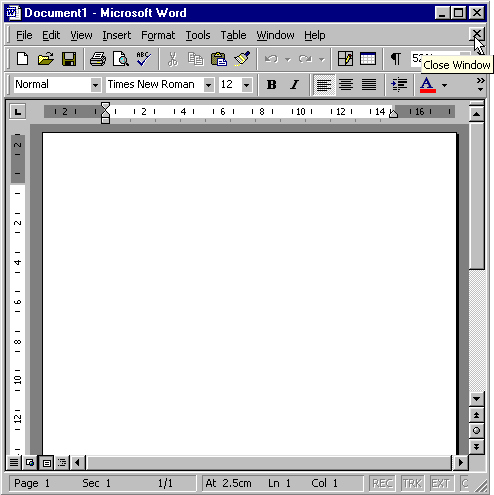 Document1 - Microsoft Word
File Edit View Insert Format Tools Table Window Help
ABC ¶
Close Window
Normal Times New Roman 12 B I A
L 2 2 4 6 8 10 12 14 16
2
2
4
6
8
10
12
Page 1 Sec 1 1/1 At 2.5cm Ln 1 Col 1 REC TRK EXT